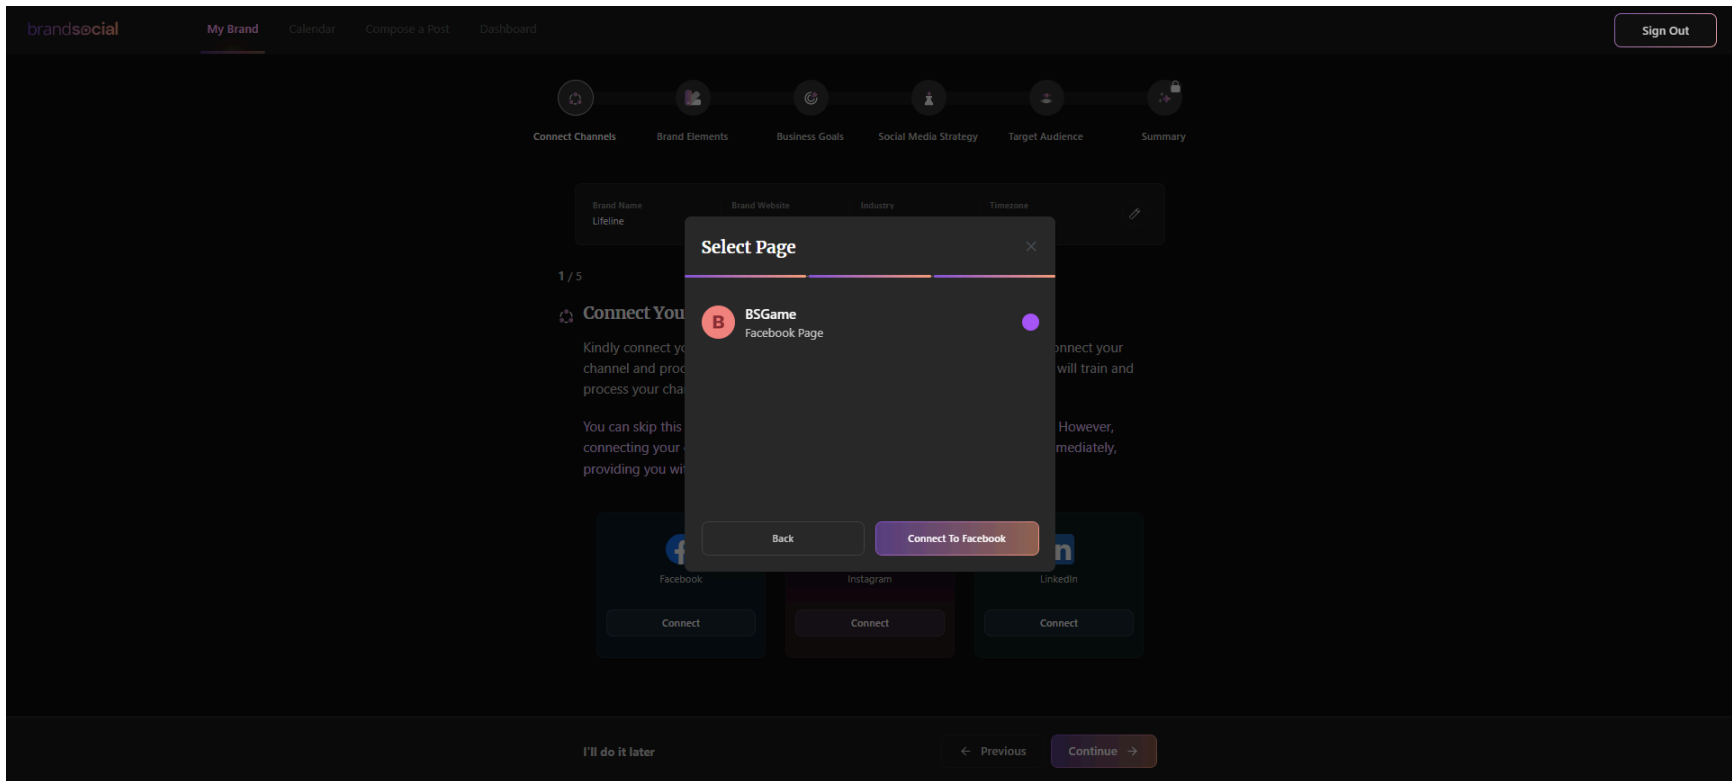 brandsocial
My Brand Calendar Compose a Post Dashboard
Sign Out
Connect Channels Brand Elements Business Goals Social Media Strategy Target Audience Summary
Brand Name Brand Website Industry Timezone
Lifeline
Select Page
1 / 5
B BSGame
Facebook Page
Connect You
Kindly connect yo onnect your
channel and proc will train and
process your cha
You can skip this However,
connecting your mediately,
providing you wit
Back Connect To Facebook
Facebook Instagram LinkedIn
Connect Connect Connect
I'll do it later ← Previous Continue →